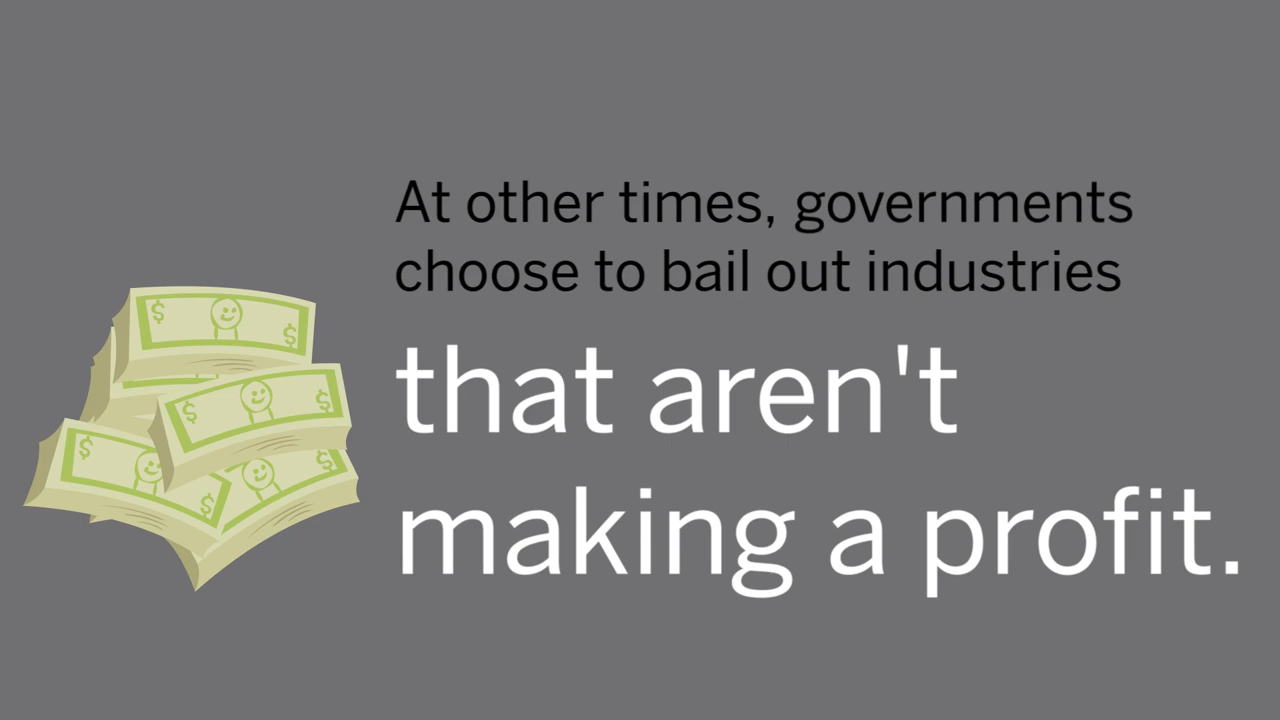 At other times, governments
choose to bail out industries
that aren't
making a profit.
$
$
$
$
$
$
$